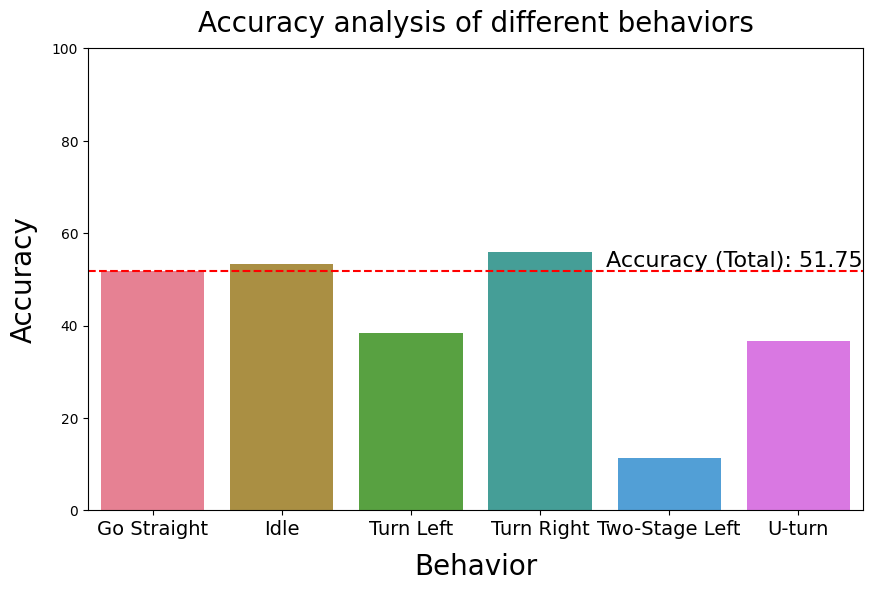 Accuracy analysis of different behaviors
Accuracy
100
80
60
40
20
0
Accuracy (Total): 51.75
Go Straight Idle Turn Left Turn Right Two-Stage Left U-turn
Behavior